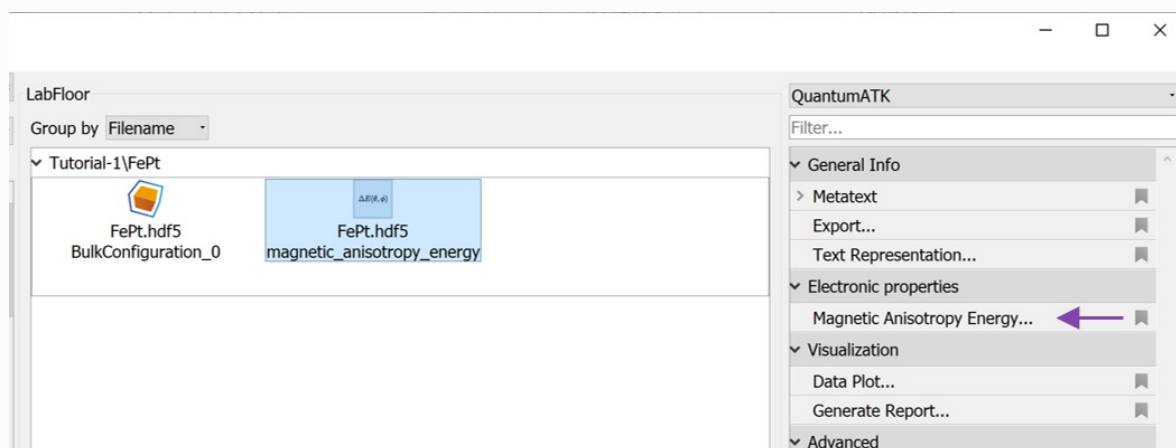 LabFloor
Group by Filename
Tutorial-1\FePt
ΔE(θ, φ)
FePt.hdf5
BulkConfiguration_0
FePt.hdf5
magnetic_anisotropy_energy
QuantumATK
Filter...
General Info
Metatext
Export...
Text Representation...
Electronic properties
Magnetic Anisotropy Energy...
Visualization
Data Plot...
Generate Report...
Advanced